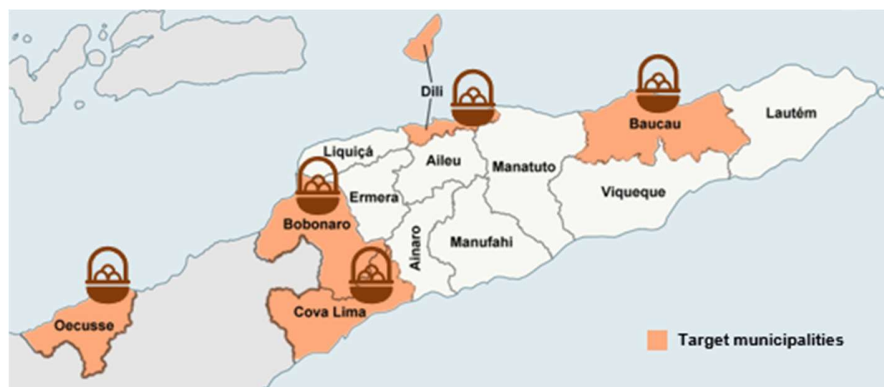 Dili
Baucau
Lautém
Liquiçá
Aileu
Manatuto
Ermera
Viqueque
Bobonaro
Ainaro
Manufahi
Cova Lima
Oecusse
Target municipalities